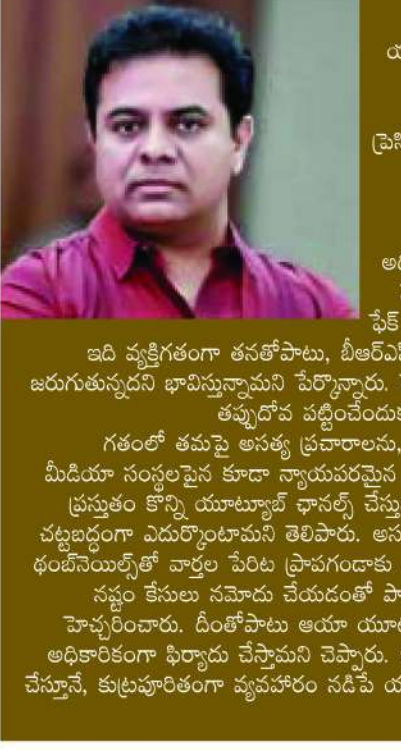 య
ప్రెసి
అధి
ఫేక్
ఇది వ్యక్తిగతంగా తనతోపాటు, బీఆర్ఎ
జరుగుతున్నదని భావిస్తున్నామని పేర్కొన్నారు.
తప్పుదోవ పట్టించేందుక
గతంలో తమపై అసత్య ప్రచారాలను,
మీడియా సంస్థలపైన కూడా న్యాయపరమైన
ప్రస్తుతం కొన్ని యూట్యూబ్ ఛానల్స్ చేస్తు
చట్టబద్ధంగా ఎదుర్కొంటామని తెలిపారు. అస
థంబ్‌నెయిల్స్‌తో వార్తల పేరిట ప్రాపగండాకు
నష్టం కేసులు నమోదు చేయడంతో పా
హెచ్చరించారు. దీంతోపాటు ఆయా యూట
అధికారికంగా ఫిర్యాదు చేస్తామని చెప్పారు.
చేస్తూనే, కుట్రపూరితంగా వ్యవహారం నడిపే య